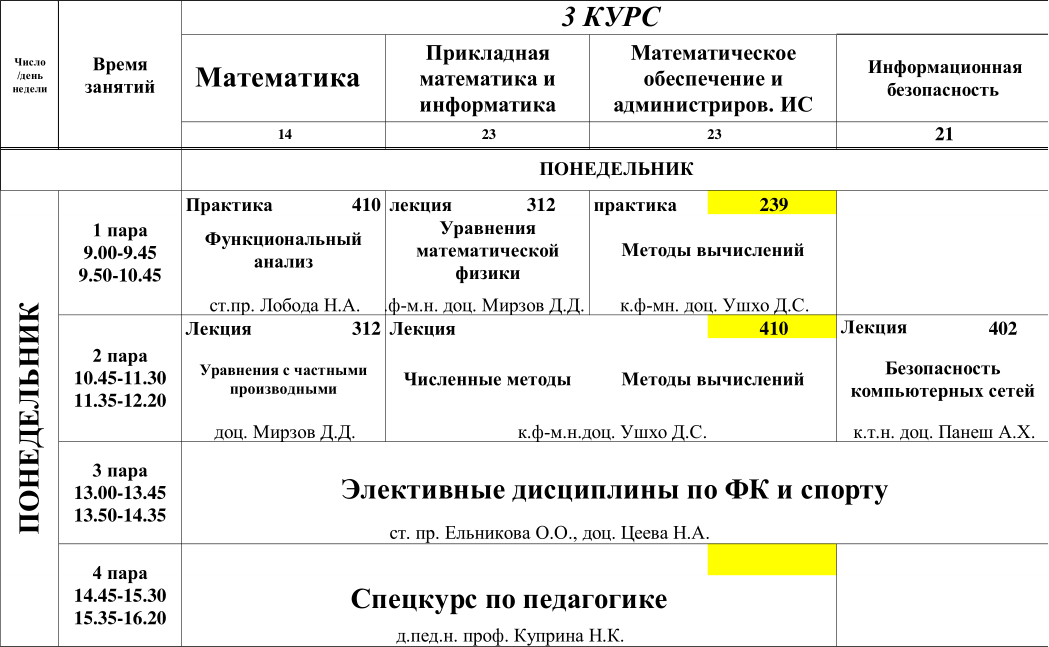 3 КУРС
Число
/день
недели
Время
занятий
Математика
Прикладная
математика и
информатика
Математическое
обеспечение и
администриров. ИС
Информационная
безопасность
14
23
23
21
ПОНЕДЕЛЬНИК
ПОНЕДЕЛЬНИК
1 пара
9.00-9.45
9.50-10.45
Практика 410
Функциональный
анализ
ст.пр. Лобода Н.А.
лекция 312
Уравнения
математической
физики
.ф-м.н. доц. Мирзов Д.Д.
практика 239
Методы вычислений
к.ф-мн. доц. Ушхо Д.С.
2 пара
10.45-11.30
11.35-12.20
Лекция 312
Уравнения с частными
производными
доц. Мирзов Д.Д.
Лекция 410
Численные методы Методы вычислений
к.ф-м.н.доц. Ушхо Д.С.
Лекция 402
Безопасность
компьютерных сетей
к.т.н. доц. Панеш А.Х.
3 пара
13.00-13.45
13.50-14.35
Элективные дисциплины по ФК и спорту
ст. пр. Ельникова О.О., доц. Цеева Н.А.
4 пара
14.45-15.30
15.35-16.20
Спецкурс по педагогике
д.пед.н. проф. Куприна Н.К.